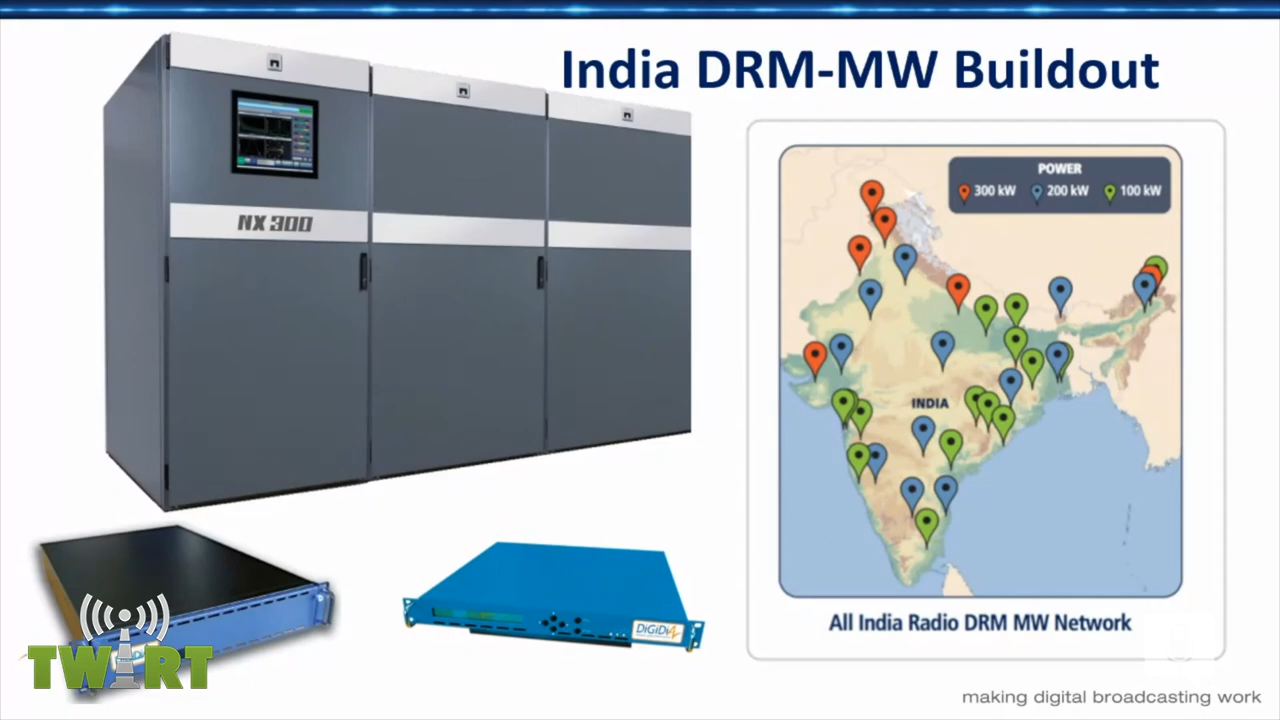 India DRM-MW Buildout
NX 300
POWER
300 kW 200 kW 100 kW
INDIA
All India Radio DRM MW Network
DiGiDiA
TWiRT
making digital broadcasting work